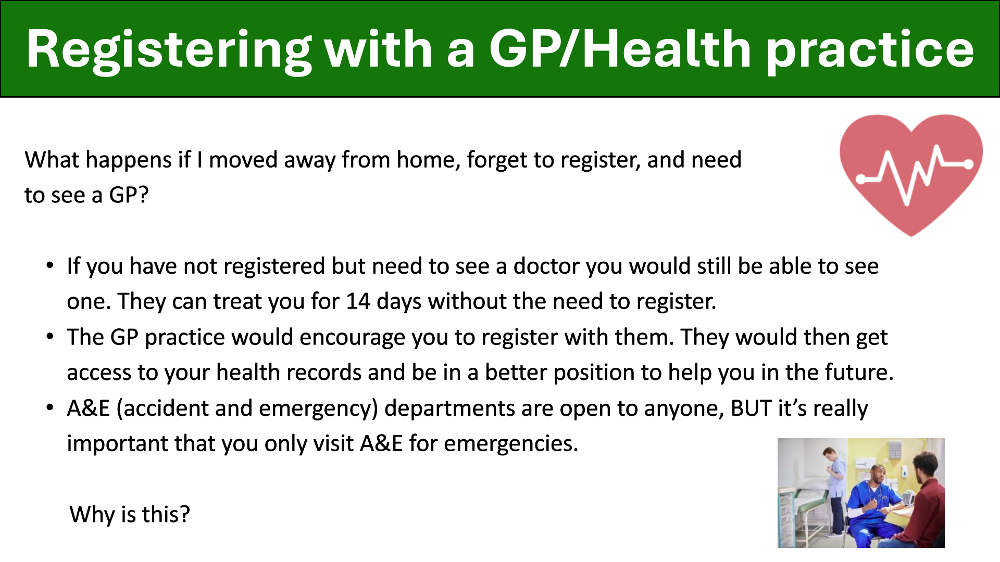 Registering with a GP/Health practice
What happens if I moved away from home, forget to register, and need
to see a GP?
• If you have not registered but need to see a doctor you would still be able to see
one. They can treat you for 14 days without the need to register.
• The GP practice would encourage you to register with them. They would then get
access to your health records and be in a better position to help you in the future.
• A&E (accident and emergency) departments are open to anyone, BUT it’s really
important that you only visit A&E for emergencies.
Why is this?